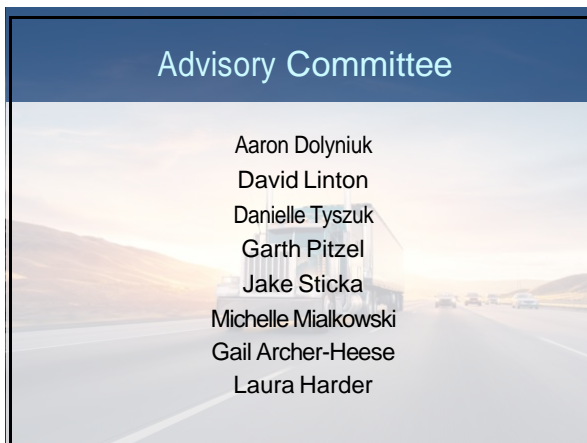 Advisory Committee
Aaron Dolyniuk
David Linton
Danielle Tyszuk
Garth Pitzel
Jake Sticka
Michelle Mialkowski
Gail Archer-Heese
Laura Harder